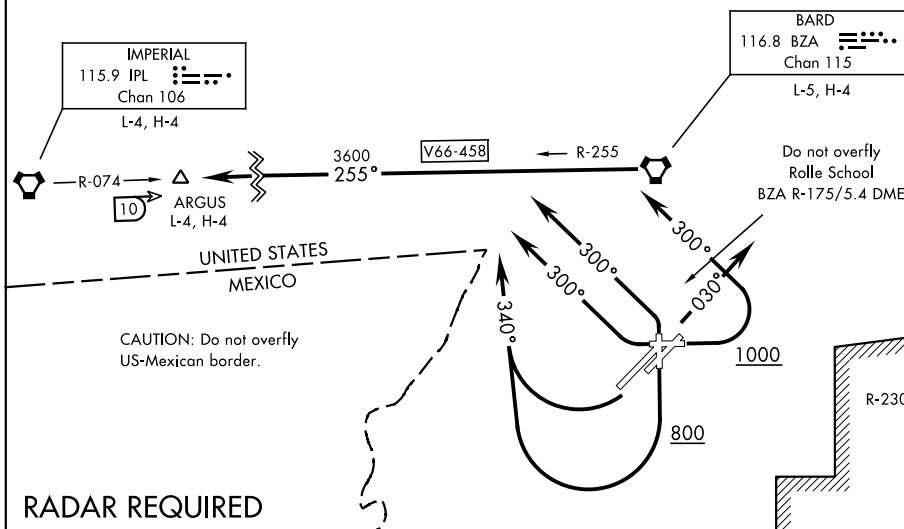 IMPERIAL
115.9 IPL
Chan 106
L-4, H-4
BARD
116.8 BZA
Chan 115
L-5, H-4
R-074
10
ARGUS
L-4, H-4
3600
255°
V66-458
R-255
Do not overfly
Rolle School
BZA R-175/5.4 DME
UNITED STATES
MEXICO
CAUTION: Do not overfly
US-Mexican border.
340°
300°
300°
300°
030°
1000
800
R-230
RADAR REQUIRED